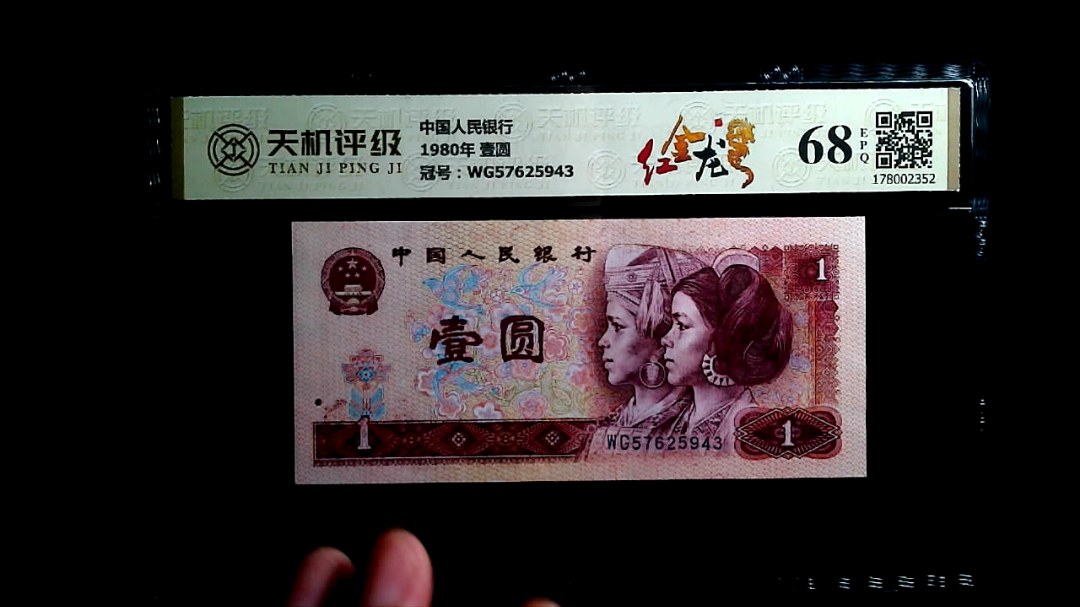 天机评级
TIAN JI PING JI
中国人民银行
1980年 壹圆
冠号：WG57625943
红金龙
68
EPQ
178002352
中国人民银行
1
壹圆
1
WG57625943
1